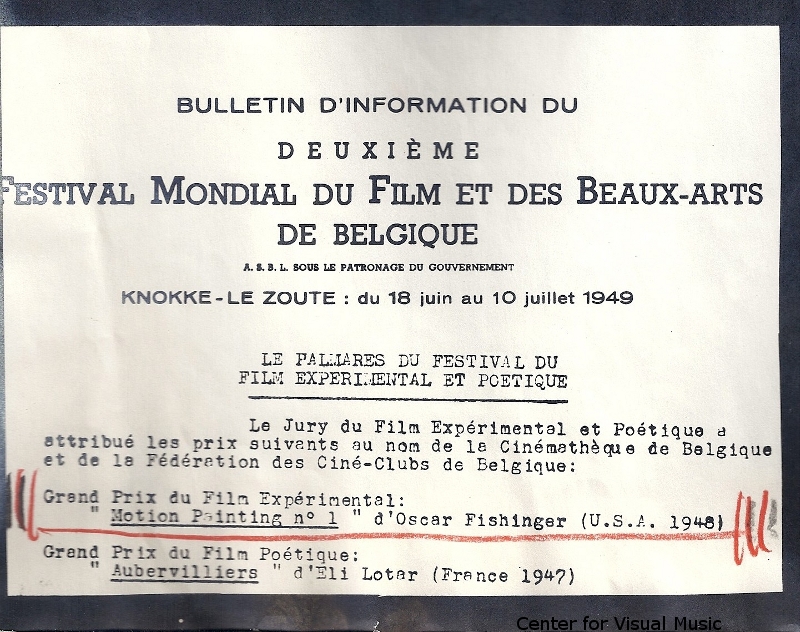 BULLETIN D'INFORMATION DU
DEUXIÈME
FESTIVAL MONDIAL DU FILM ET DES BEAUX-ARTS
DE BELGIQUE
A. S. B. L. SOUS LE PATRONAGE DU GOUVERNEMENT
KNOKKE - LE ZOUTE : du 18 juin au 10 juillet 1949
LE PALMARES DU FESTIVAL DU
FILM EXPERIMENTAL ET POETIQUE
Le Jury du Film Expérimental et Poétique a
attribué les prix suivants au nom de la Cinémathèque de Belgique
et de la Fédération des Ciné-Clubs de Belgique:
Grand Prix du Film Expérimental:
" Motion Painting n° 1 " d'Oscar Fishinger (U.S.A. 1948)
Grand Prix du Film Poétique:
" Aubervilliers " d'Eli Lotar (France 1947)
Center for Visual Music